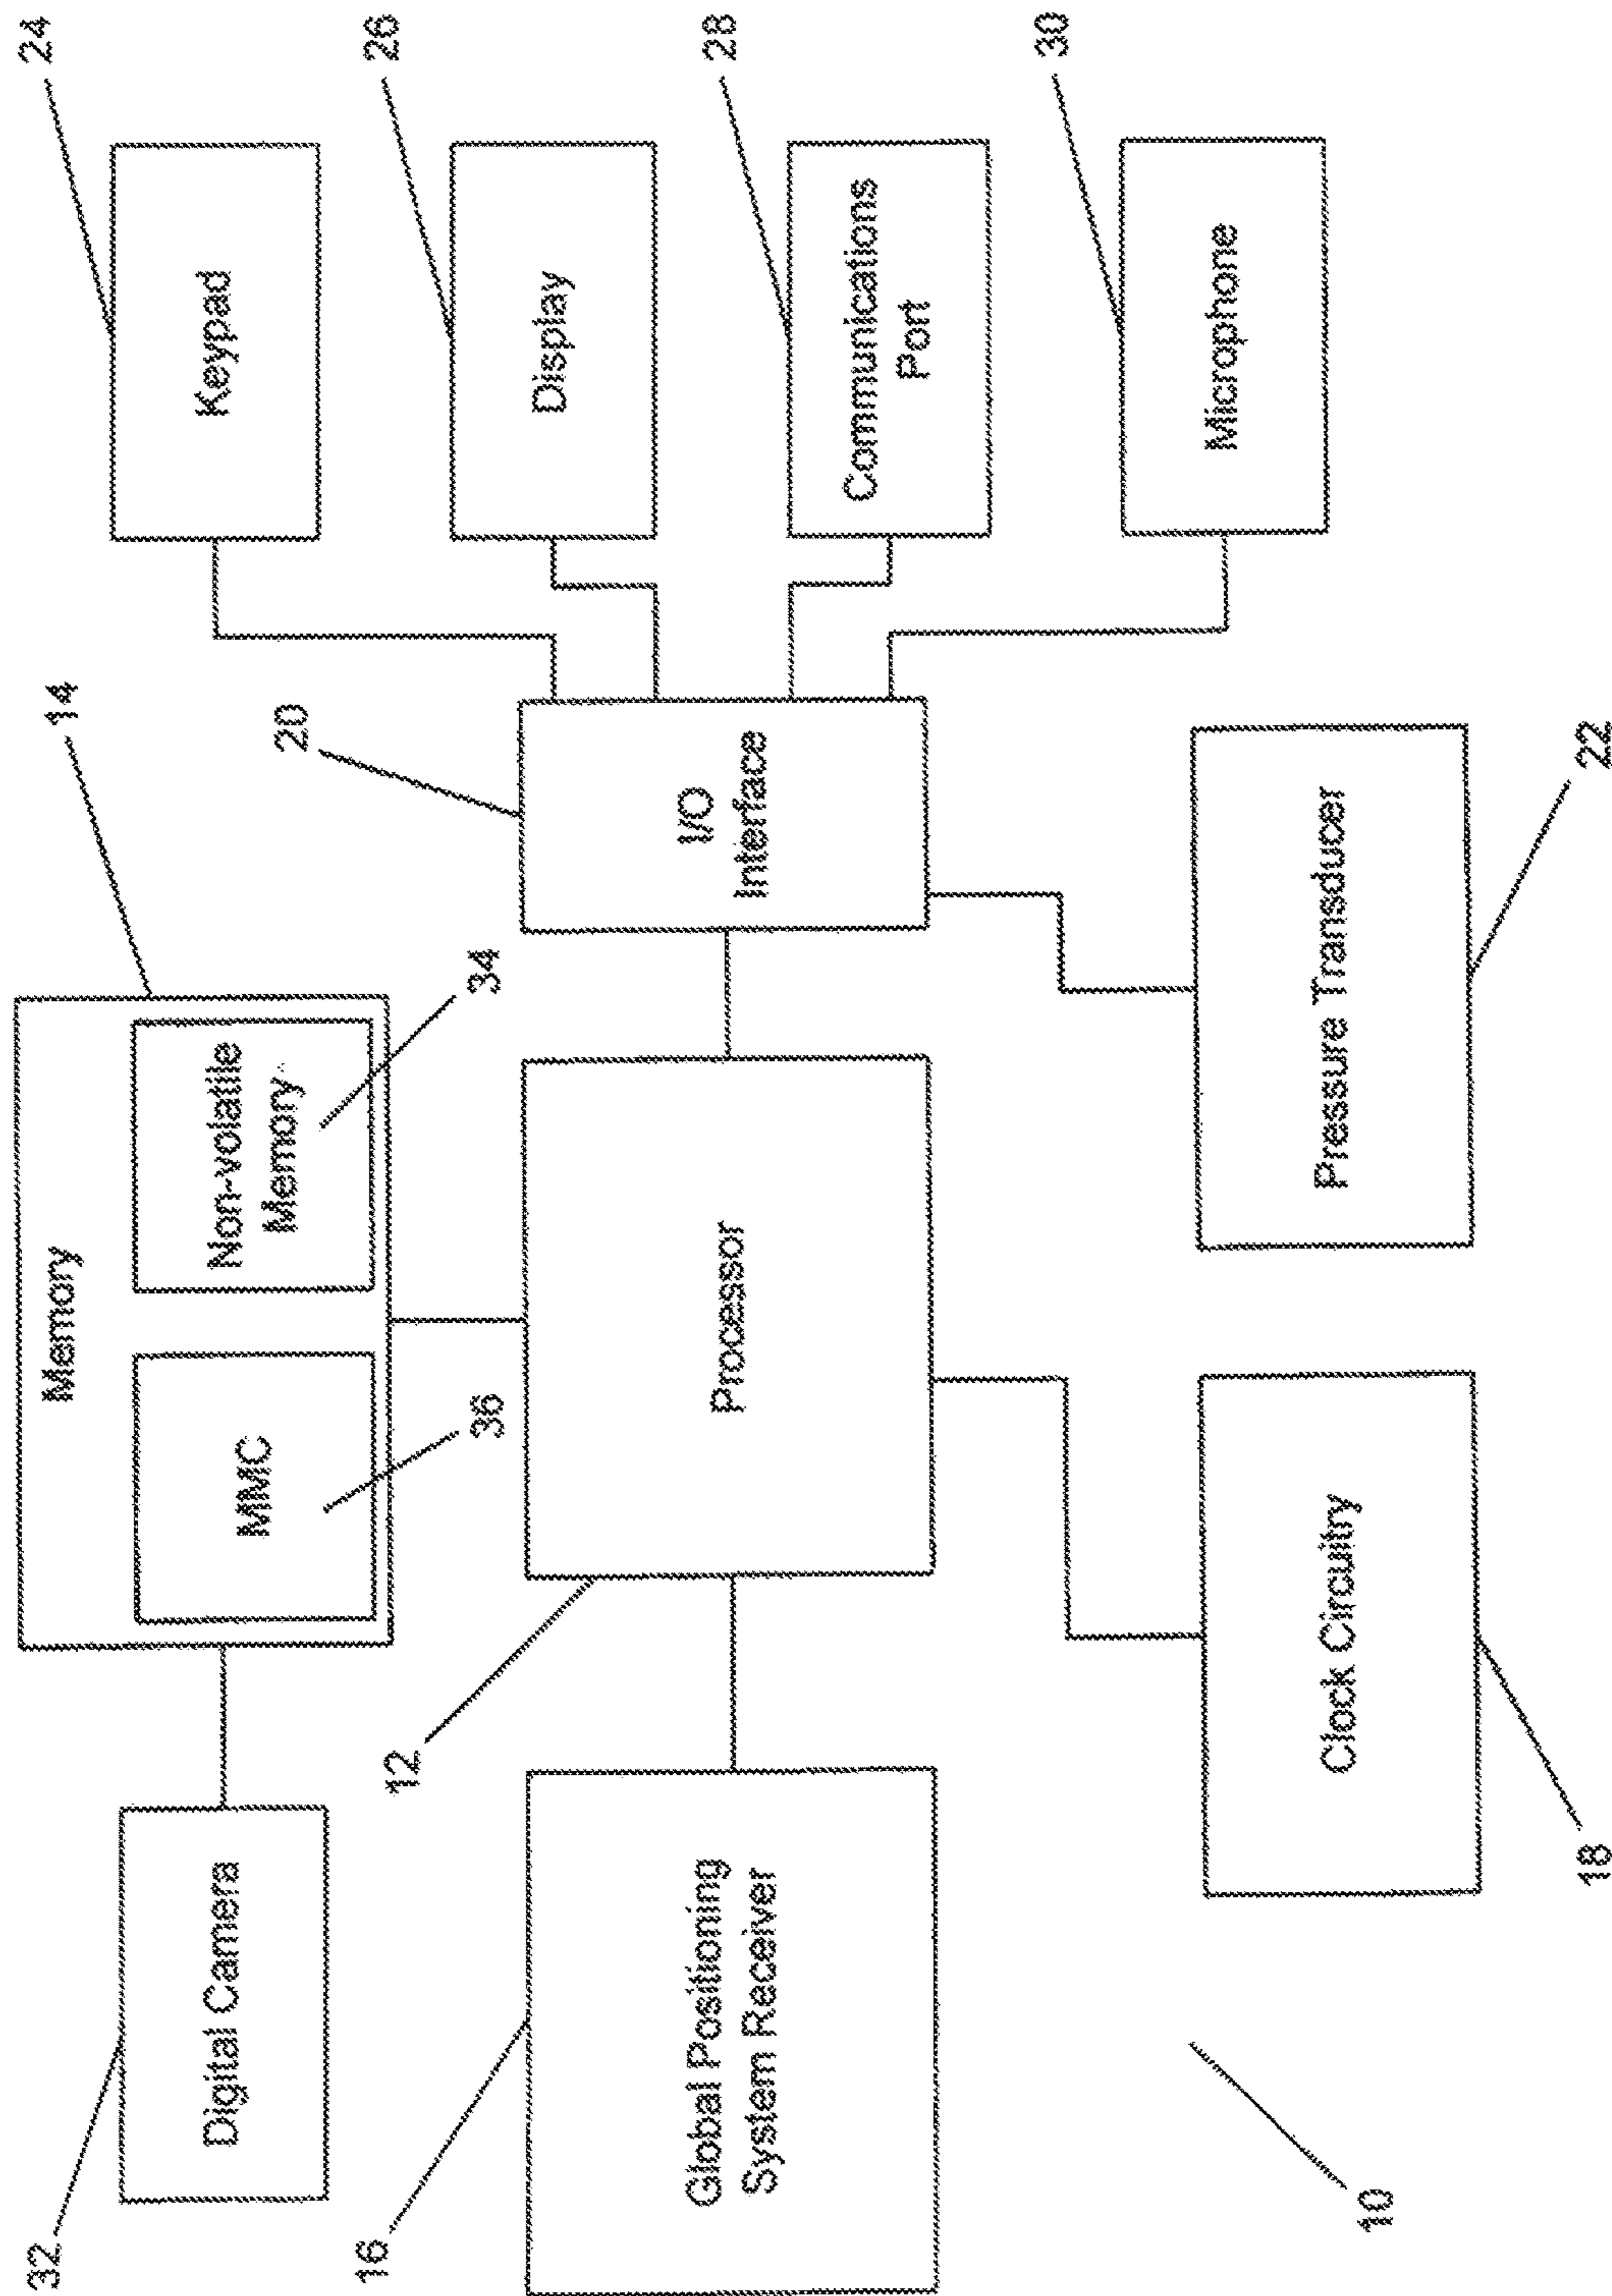 32
Digital Camera
Memory
14
MMC
Non-volatile
Memory
36
34
24
Keypad
16
Global Positioning
System Receiver
12
Processor
20
I/O
Interface
26
Display
28
Communications
Port
30
Microphone
10
Clock Circuitry
18
Pressure Transducer
22